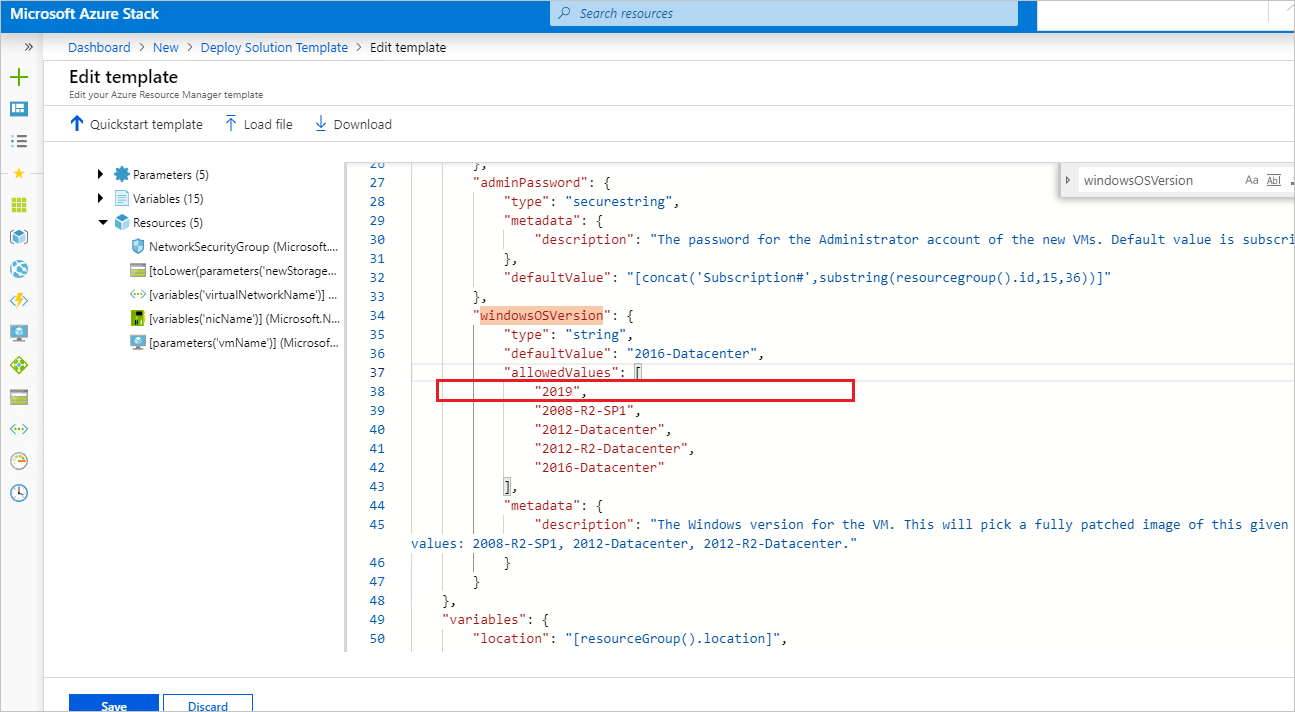 Microsoft Azure Stack
Search resources
Dashboard > New > Deploy Solution Template > Edit template
Edit template
Edit your Azure Resource Manager template
Quickstart template Load file Download
Parameters (5)
Variables (15)
Resources (5)
NetworkSecurityGroup (Microsoft....
[toLower(parameters('newStorage...
[variables('virtualNetworkName')] ...
[variables('nicName')] (Microsoft.N...
[parameters('vmName')] (Microsof...
windowsOSVersion Aa Abl
26 },
27 "adminPassword": {
28 "type": "securestring",
29 "metadata": {
30 "description": "The password for the Administrator account of the new VMs. Default value is subscri
31 },
32 "defaultValue": "[concat('Subscription#',substring(resourcegroup().id,15,36))]"
33 },
34 "windowsOSVersion": {
35 "type": "string",
36 "defaultValue": "2016-Datacenter",
37 "allowedValues": [
38 "2019",
39 "2008-R2-SP1",
40 "2012-Datacenter",
41 "2012-R2-Datacenter",
42 "2016-Datacenter"
43 ],
44 "metadata": {
45 "description": "The Windows version for the VM. This will pick a fully patched image of this given
values: 2008-R2-SP1, 2012-Datacenter, 2012-R2-Datacenter."
46 }
47 }
48 },
49 "variables": {
50 "location": "[resourceGroup().location]",
Save Discard